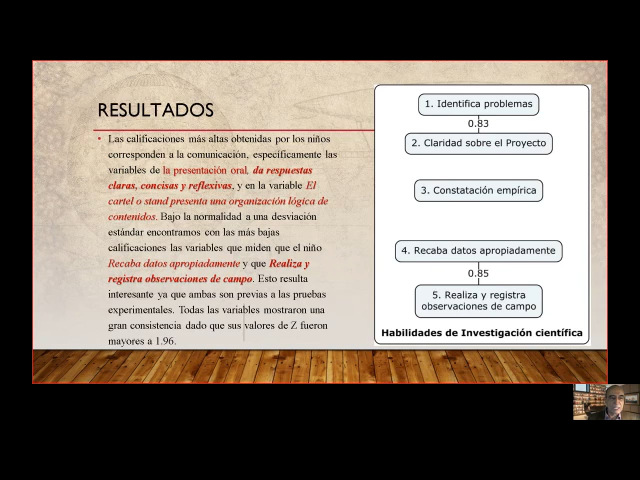 RESULTADOS
• Las calificaciones más altas obtenidas por los niños
corresponden a la comunicación, específicamente las
variables de la presentación oral, da respuestas
claras, concisas y reflexivas, y en la variable El
cartel o stand presenta una organización lógica de
contenidos. Bajo la normalidad a una desviación
estándar encontramos con las más bajas
calificaciones las variables que miden que el niño
Recaba datos apropiadamente y que Realiza y
registra observaciones de campo. Esto resulta
interesante ya que ambas son previas a las pruebas
experimentales. Todas las variables mostraron una
gran consistencia dado que sus valores de Z fueron
mayores a 1.96.
1. Identifica problemas
0.83
2. Claridad sobre el Proyecto
3. Constatación empírica
4. Recaba datos apropiadamente
0.85
5. Realiza y registra
observaciones de campo
Habilidades de Investigación científica